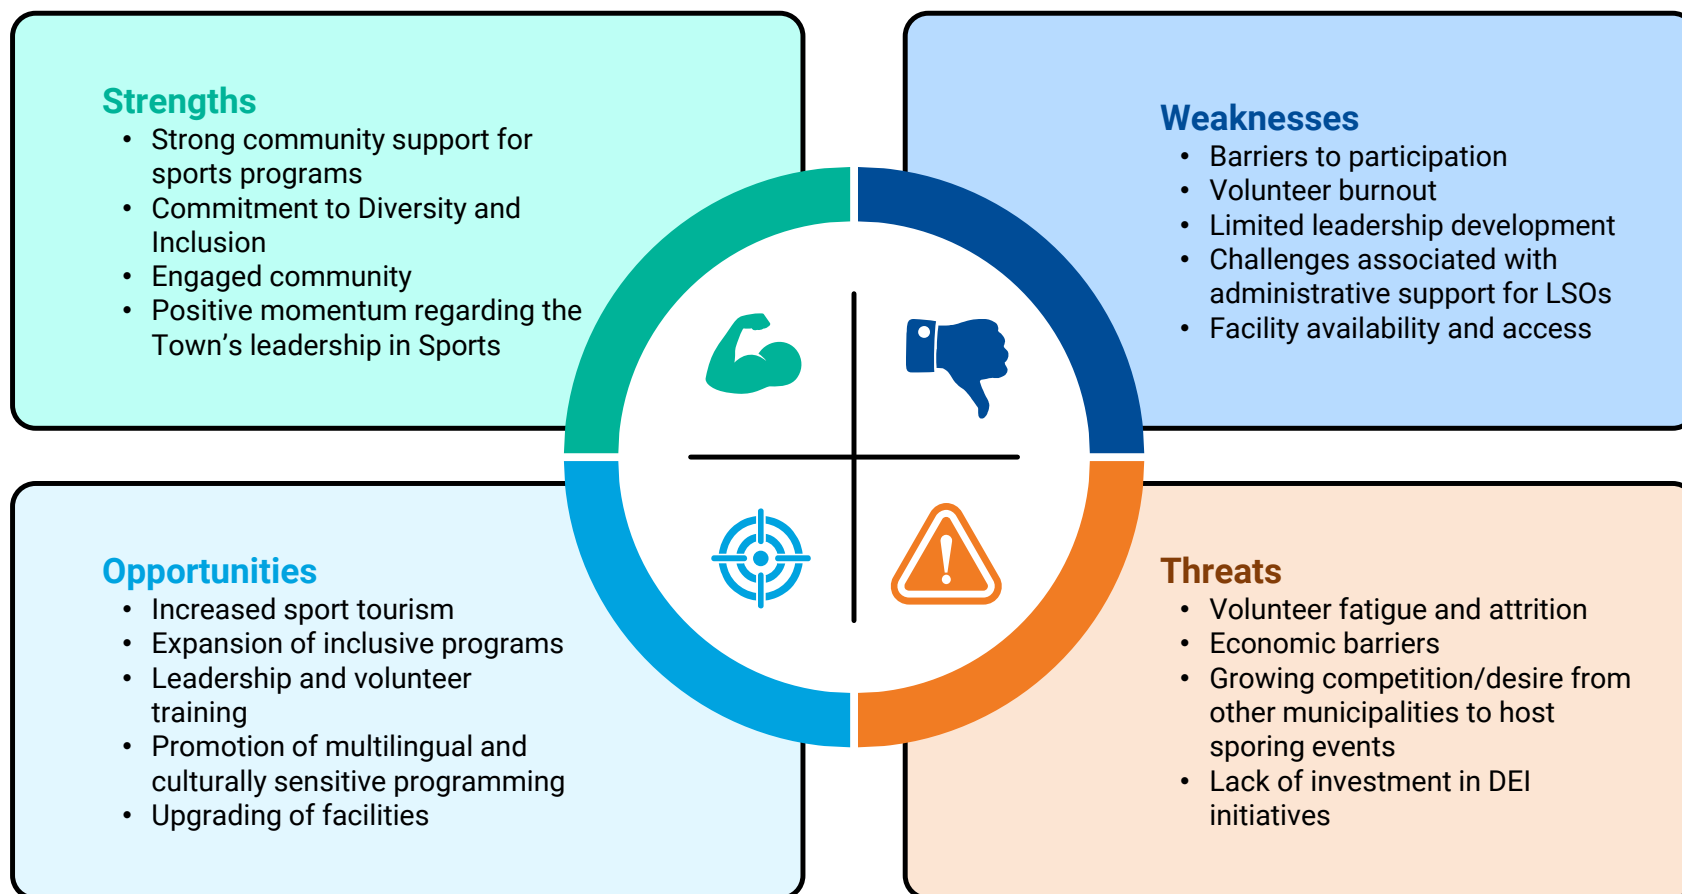 Strengths
• Strong community support for
sports programs
• Commitment to Diversity and
Inclusion
• Engaged community
• Positive momentum regarding the
Town’s leadership in Sports
Weaknesses
• Barriers to participation
• Volunteer burnout
• Limited leadership development
• Challenges associated with
administrative support for LSOs
• Facility availability and access
Opportunities
• Increased sport tourism
• Expansion of inclusive programs
• Leadership and volunteer
training
• Promotion of multilingual and
culturally sensitive programming
• Upgrading of facilities
Threats
• Volunteer fatigue and attrition
• Economic barriers
• Growing competition/desire from
other municipalities to host
sporing events
• Lack of investment in DEI
initiatives